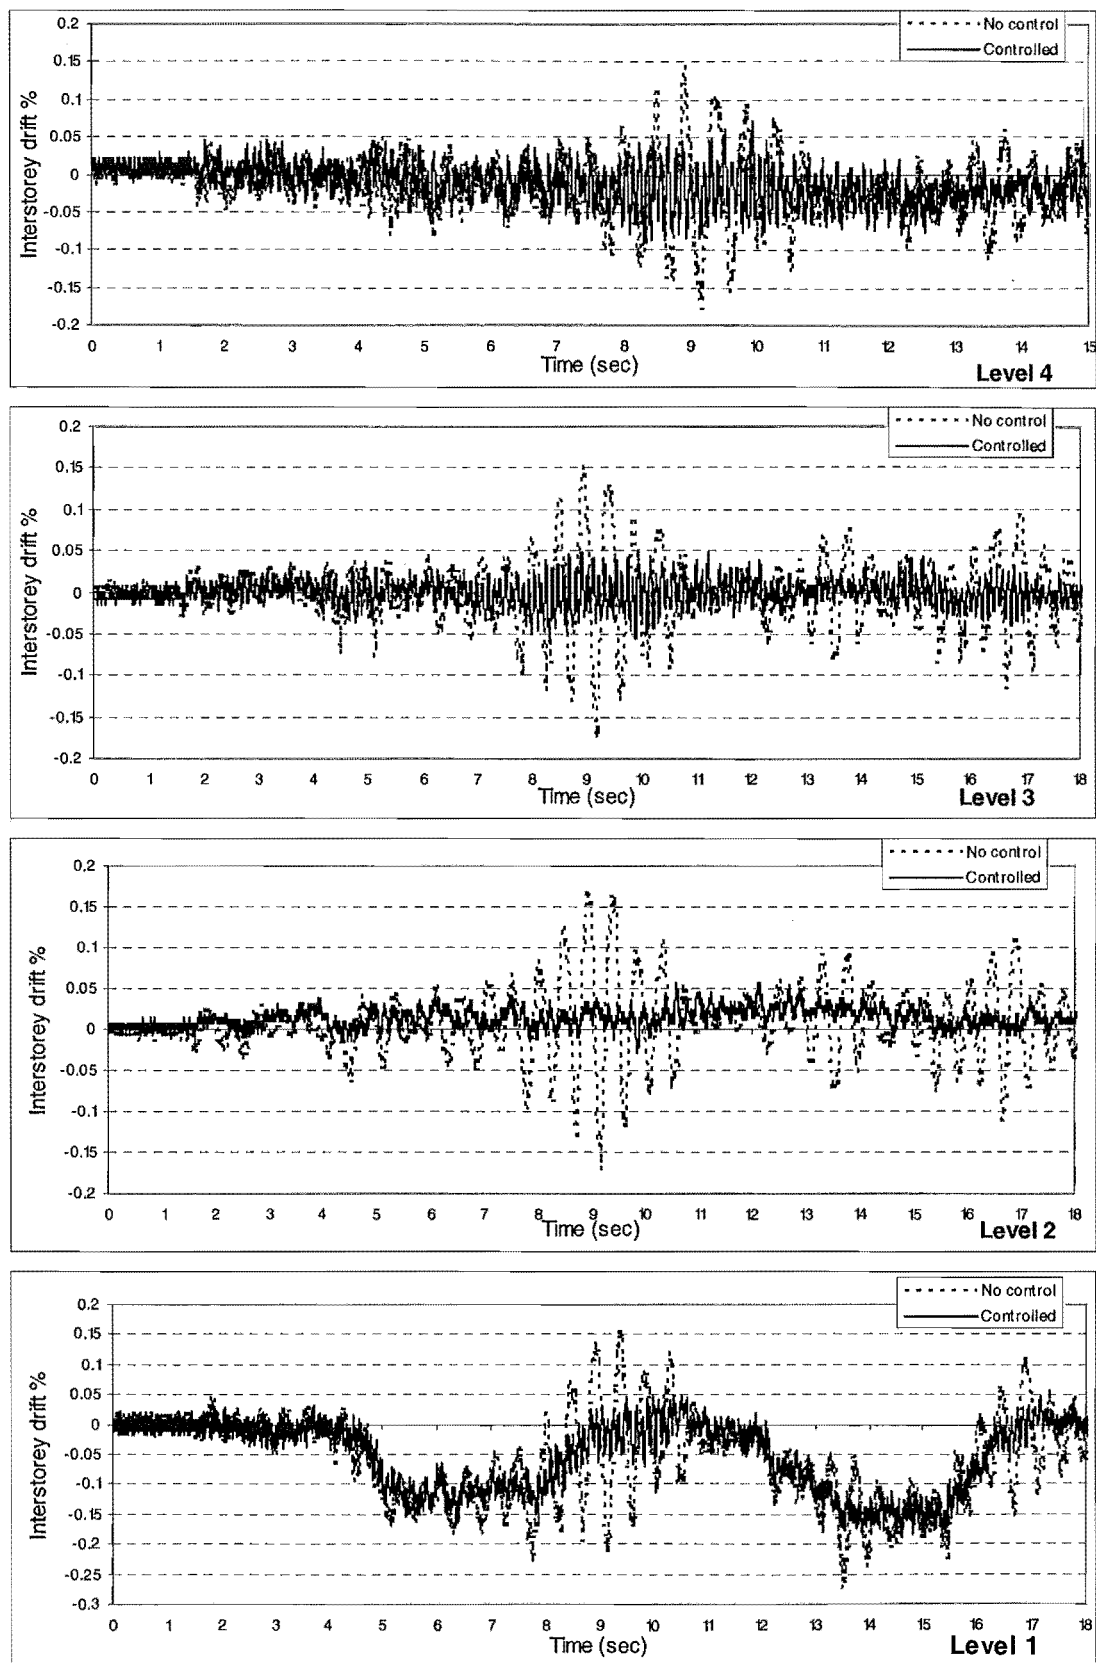 No control
Controlled
Interstorey drift %
0.2
0.15
0.1
0.05
0
-0.05
-0.1
-0.15
-0.2
0 1 2 3 4 5 6 7 8 9 10 11 12 13 14 15
Time (sec)
Level 4
No control
Controlled
Interstorey drift %
0.2
0.15
0.1
0.05
0
-0.05
-0.1
-0.15
-0.2
0 1 2 3 4 5 6 7 8 9 10 11 12 13 14 15 16 17 18
Time (sec)
Level 3
No control
Controlled
Interstorey drift %
0.2
0.15
0.1
0.05
0
-0.05
-0.1
-0.15
-0.2
0 1 2 3 4 5 6 7 8 9 10 11 12 13 14 15 16 17 18
Time (sec)
Level 2
No control
Controlled
Interstorey drift %
0.2
0.15
0.1
0.05
0
-0.05
-0.1
-0.15
-0.2
-0.25
-0.3
0 1 2 3 4 5 6 7 8 9 10 11 12 13 14 15 16 17 18
Time (sec)
Level 1